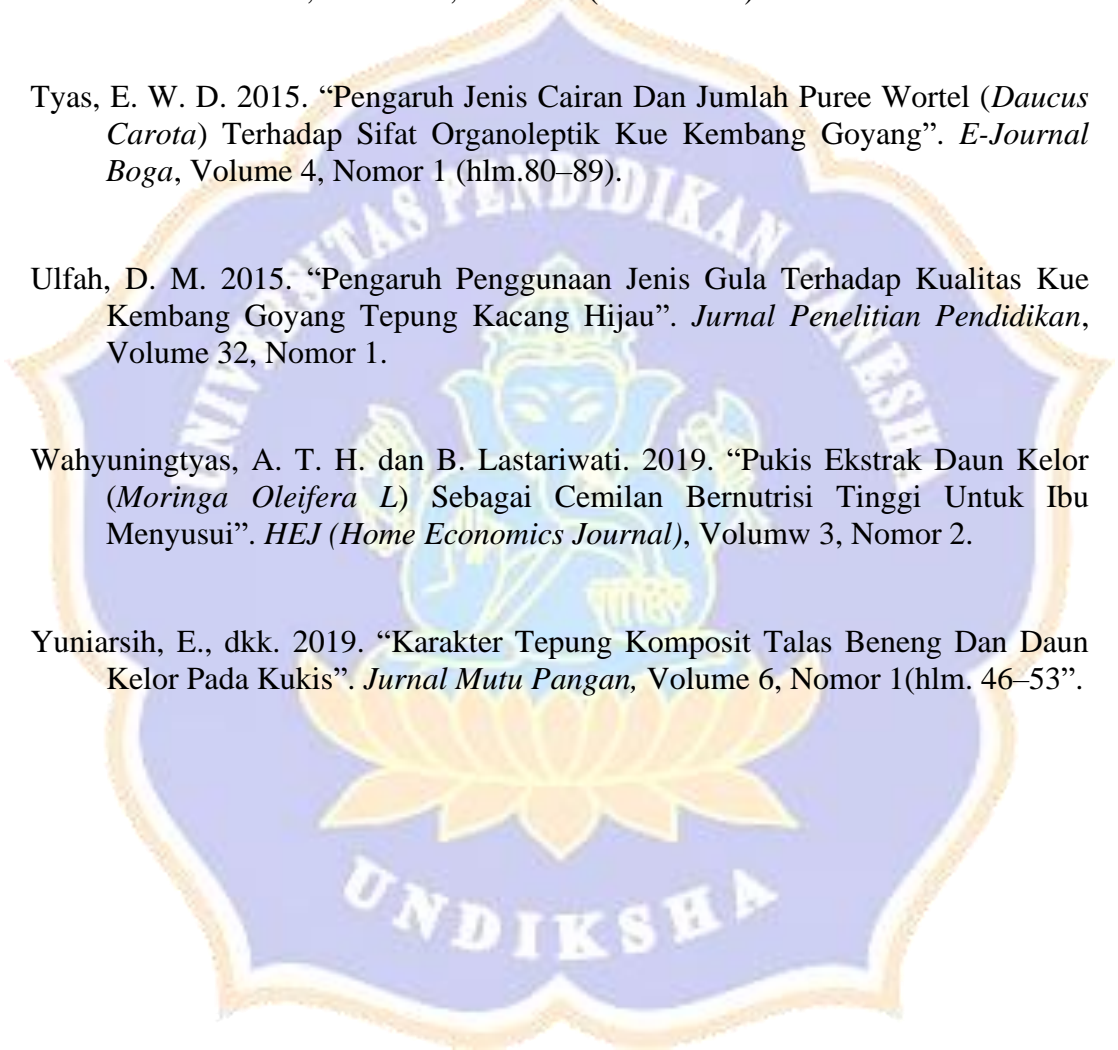 Tyas, E. W. D. 2015. “Pengaruh Jenis Cairan Dan Jumlah Puree Wortel (Daucus
Carota) Terhadap Sifat Organoleptik Kue Kembang Goyang”. E-Journal
Boga, Volume 4, Nomor 1 (hlm.80–89).
Ulfah, D. M. 2015. “Pengaruh Penggunaan Jenis Gula Terhadap Kualitas Kue
Kembang Goyang Tepung Kacang Hijau”. Jurnal Penelitian Pendidikan,
Volume 32, Nomor 1.
Wahyuningtyas, A. T. H. dan B. Lastariwati. 2019. “Pukis Ekstrak Daun Kelor
(Moringa Oleifera L) Sebagai Cemilan Bernutrisi Tinggi Untuk Ibu
Menyusui”. HEJ (Home Economics Journal), Volumw 3, Nomor 2.
Yuniarsih, E., dkk. 2019. “Karakter Tepung Komposit Talas Beneng Dan Daun
Kelor Pada Kukis”. Jurnal Mutu Pangan, Volume 6, Nomor 1(hlm. 46–53”.
UNIVERSITAS PENDIDIKAN GANESHA
UNDIKSHA